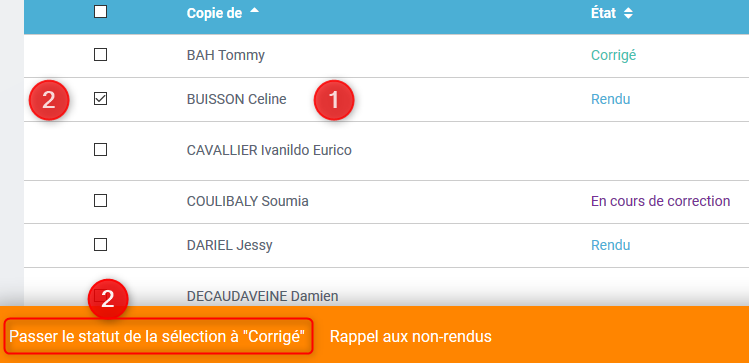 Copie de État
BAH Tommy Corrigé
2 BUISSON Celine 1 Rendu
CAVALLIER Ivanildo Eurico
COULIBALY Soumia En cours de correction
DARIEL Jessy Rendu
2 DECAUDAVEINE Damien
Passer le statut de la sélection à "Corrigé" Rappel aux non-rendus